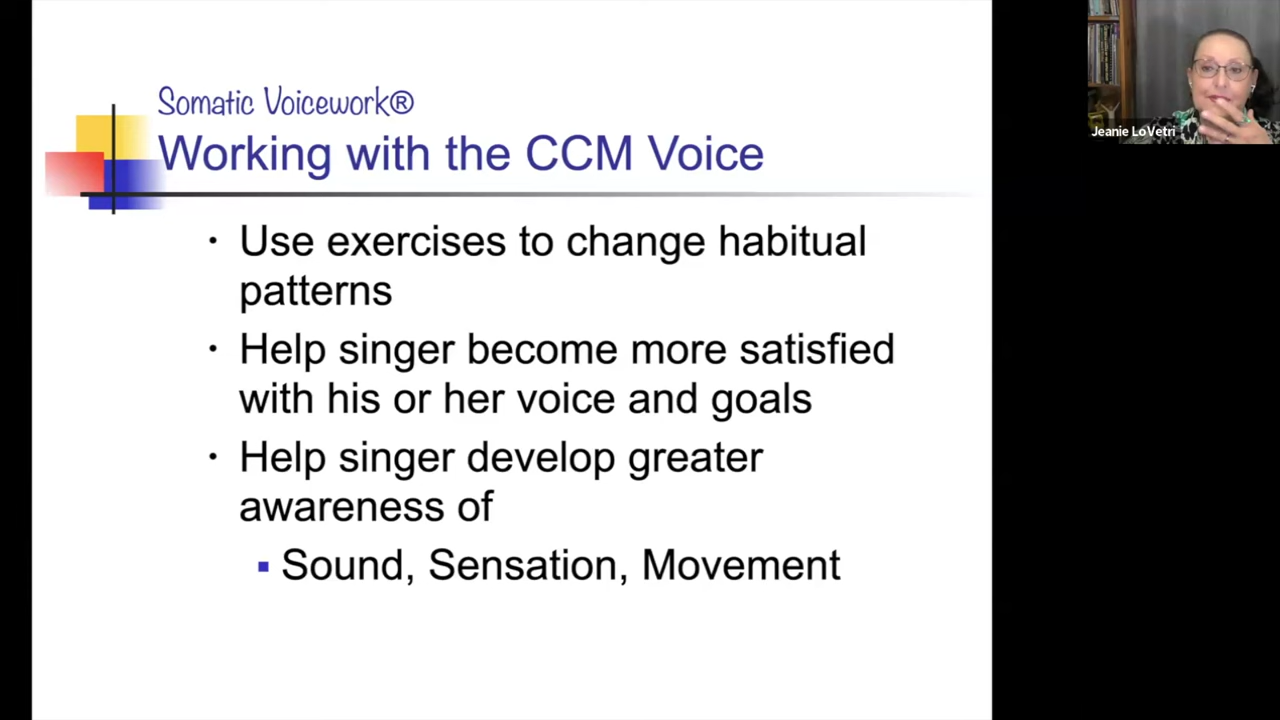 Somatic Voicework®
Working with the CCM Voice
• Use exercises to change habitual
patterns
• Help singer become more satisfied
with his or her voice and goals
• Help singer develop greater
awareness of
▪ Sound, Sensation, Movement
Jeanie LoVetri